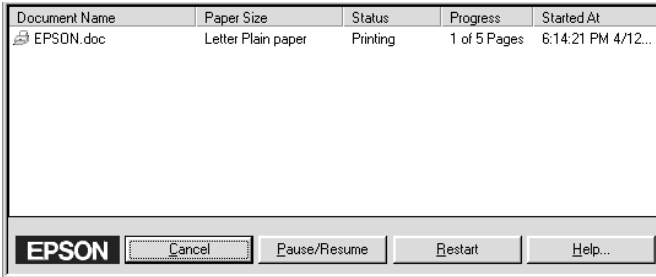 Document Name Paper Size Status Progress Started At
EPSON.doc Letter Plain paper Printing 1 of 5 Pages 6:14:21 PM 4/12...
EPSON Cancel Pause/Resume Restart Help...